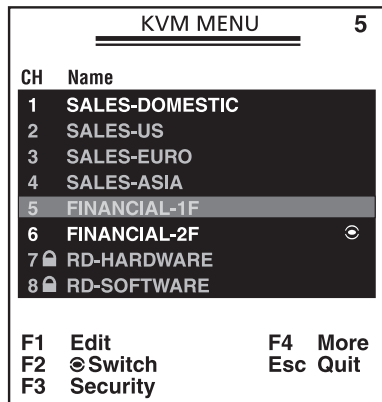 KVM MENU 5
CH Name
1 SALES-DOMESTIC
2 SALES-US
3 SALES-EURO
4 SALES-ASIA
5 FINANCIAL-1F
6 FINANCIAL-2F
7 RD-HARDWARE
8 RD-SOFTWARE
F1 Edit F4 More
F2 Switch Esc Quit
F3 Security